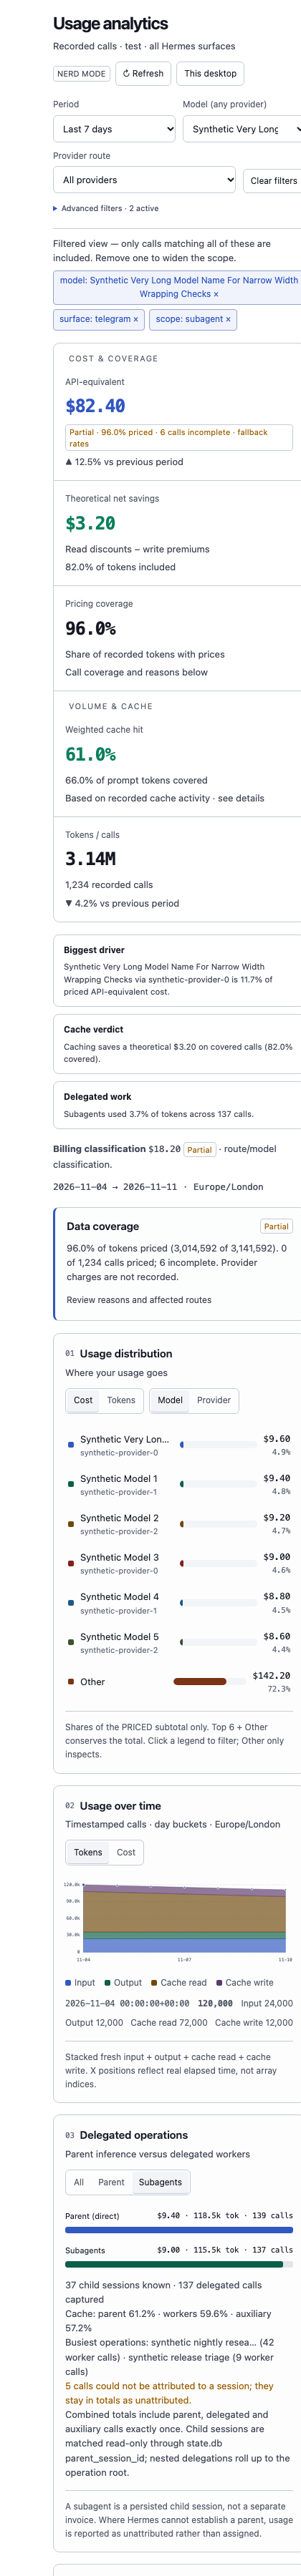 Usage analytics
Recorded calls · test · all Hermes surfaces
NERD MODE
↻ Refresh
This desktop
Period
Model (any provider)
Last 7 days
Synthetic Very Long
Provider route
All providers
Clear filters
▸ Advanced filters · 2 active
Filtered view — only calls matching all of these are
included. Remove one to widen the scope.
model: Synthetic Very Long Model Name For Narrow Width
Wrapping Checks ×
surface: telegram ×
scope: subagent ×
COST & COVERAGE
API-equivalent
$82.40
Partial · 96.0% priced · 6 calls incomplete · fallback
rates
▲ 12.5% vs previous period
Theoretical net savings
$3.20
Read discounts − write premiums
82.0% of tokens included
Pricing coverage
96.0%
Share of recorded tokens with prices
Call coverage and reasons below
VOLUME & CACHE
Weighted cache hit
61.0%
66.0% of prompt tokens covered
Based on recorded cache activity · see details
Tokens / calls
3.14M
1,234 recorded calls
▼ 4.2% vs previous period
Biggest driver
Synthetic Very Long Model Name For Narrow Width
Wrapping Checks via synthetic-provider-0 is 11.7% of
priced API-equivalent cost.
Cache verdict
Caching saves a theoretical $3.20 on covered calls (82.0%
covered).
Delegated work
Subagents used 3.7% of tokens across 137 calls.
Billing classification $18.20 Partial · route/model
classification.
2026-11-04 → 2026-11-11 · Europe/London
Data coverage
Partial
96.0% of tokens priced (3,014,592 of 3,141,592). 0
of 1,234 calls priced; 6 incomplete. Provider
charges are not recorded.
Review reasons and affected routes
01 Usage distribution
Where your usage goes
Cost
Tokens
Model
Provider
Synthetic Very Lon...
$9.60
synthetic-provider-0
4.9%
Synthetic Model 1
$9.40
synthetic-provider-1
4.8%
Synthetic Model 2
$9.20
synthetic-provider-2
4.7%
Synthetic Model 3
$9.00
synthetic-provider-0
4.6%
Synthetic Model 4
$8.80
synthetic-provider-1
4.5%
Synthetic Model 5
$8.60
synthetic-provider-2
4.4%
Other
$142.20
72.3%
Shares of the PRICED subtotal only. Top 6 + Other
conserves the total. Click a legend to filter; Other only
inspects.
02 Usage over time
Timestamped calls · day buckets · Europe/London
Tokens
Cost
120.0k
90.0k
60.0k
30.0k
0
11-04
11-07
11-10
Input
Output
Cache read
Cache write
2026-11-04 00:00:00+00:00 120,000 Input 24,000
Output 12,000 Cache read 72,000 Cache write 12,000
Stacked fresh input + output + cache read + cache
write. X positions reflect real elapsed time, not array
indices.
03 Delegated operations
Parent inference versus delegated workers
All
Parent
Subagents
Parent (direct)
$9.40 · 118.5k tok · 139 calls
Subagents
$9.00 · 115.5k tok · 137 calls
37 child sessions known · 137 delegated calls
captured
Cache: parent 61.2% · workers 59.6% · auxiliary
57.2%
Busiest operations: synthetic nightly resea... (42
worker calls) · synthetic release triage (9 worker
calls)
5 calls could not be attributed to a session; they
stay in totals as unattributed.
Combined totals include parent, delegated and
auxiliary calls exactly once. Child sessions are
matched read-only through state.db
parent_session_id; nested delegations roll up to the
operation root.
A subagent is a persisted child session, not a separate
invoice. Where Hermes cannot establish a parent, usage
is reported as unattributed rather than assigned.